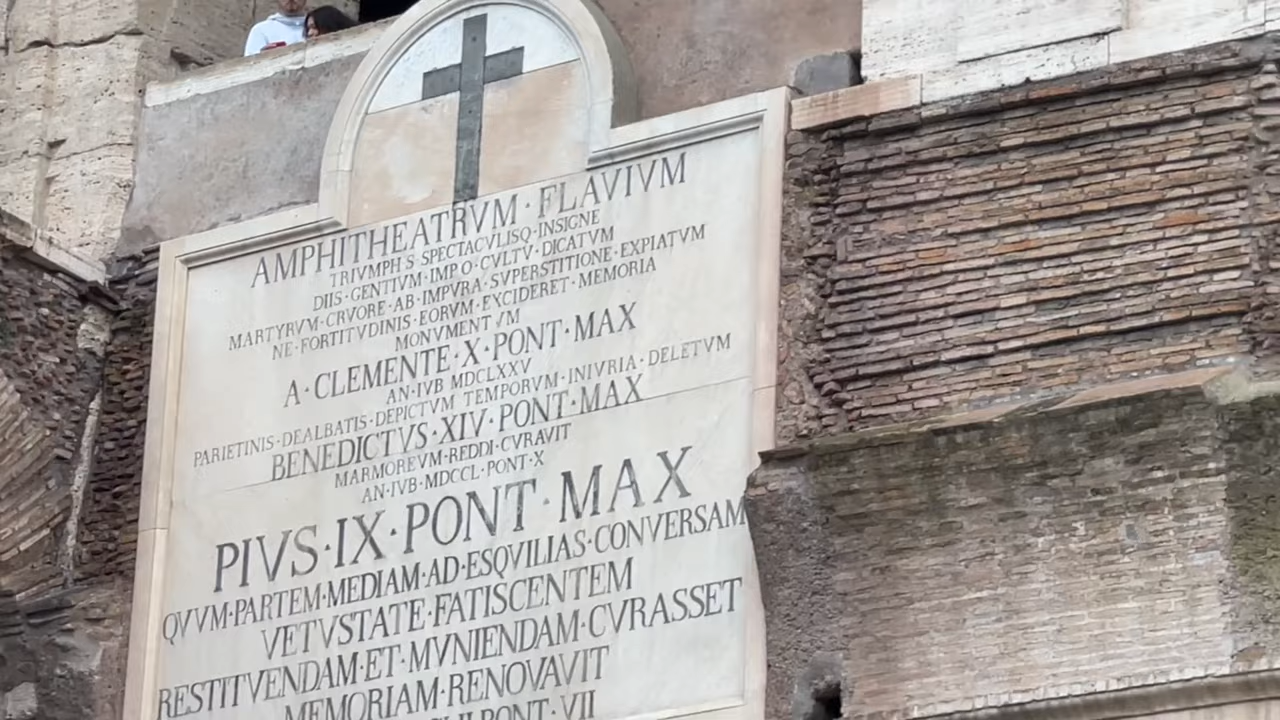 AMPHITHEATRVM · FLAVIVM
TRIVMPHIS · SPECTACVLISQ · INSIGNE
DIIS · GENTIVM · IMPIO · CVLTV · DICATVM
MARTYRVM · CRVORE · AB · IMPVRA · SVPERSTITIONE · EXPIATVM
NE · FORTITVDINIS · EORVM · EXCIDERET · MEMORIA
MONVMENTVM
A · CLEMENTE · X · PONT · MAX
AN · IVB MDCLXXV
PARIETINIS · DEALBATIS · DEPICTVM TEMPORVM · INIVRIA · DELETVM
BENEDICTVS · XIV · PONT · MAX
MARMOREVM · REDDI · CVRAVIT
AN · IVB · MDCCL · PONT · X
PIVS · IX · PONT · MAX
QVVM · PARTEM · MEDIAM · AD · ESQVILIAS · CONVERSAM
VETVSTATE · FATISCENTEM
RESTITVENDAM · ET · MVNIENDAM · CVRASSET
MEMORIAM · RENOVAVIT
PONT · VII